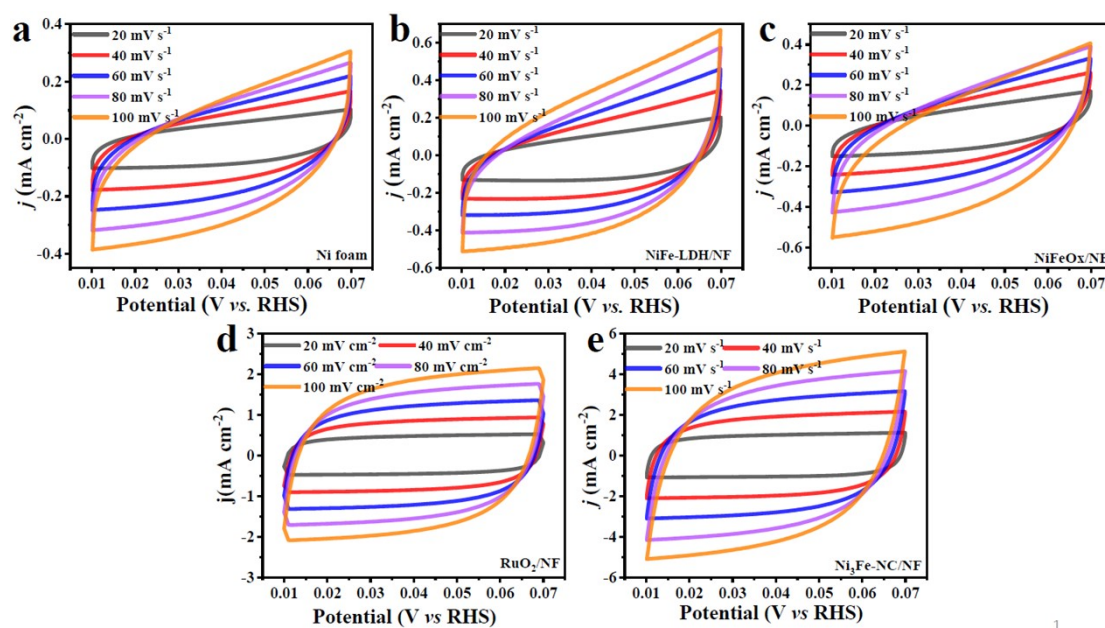 a
0.4
0.2
0.0
-0.2
-0.4
j (mA cm-2)
20 mV s-1
40 mV s-1
60 mV s-1
80 mV s-1
100 mV s-1
Ni foam
0.01 0.02 0.03 0.04 0.05 0.06 0.07
Potential (V vs. RHS)
b
0.6
0.4
0.2
0.0
-0.2
-0.4
-0.6
j (mA cm-2)
20 mV s-1
40 mV s-1
60 mV s-1
80 mV s-1
100 mV s-1
NiFe-LDH/NF
0.01 0.02 0.03 0.04 0.05 0.06 0.07
Potential (V vs. RHS)
c
0.4
0.2
0.0
-0.2
-0.4
-0.6
j (mA cm-2)
20 mV s-1
40 mV s-1
60 mV s-1
80 mV s-1
100 mV s-1
NiFeOx/NF
0.01 0.02 0.03 0.04 0.05 0.06 0.07
Potential (V vs. RHS)
d
3
2
1
0
-1
-2
-3
j(mA cm-2)
20 mV cm-2 40 mV cm-2
60 mV cm-2 80 mV cm-2
100 mV cm-2
RuO2/NF
0.01 0.02 0.03 0.04 0.05 0.06 0.07
Potential (V vs RHS)
e
6
4
2
0
-2
-4
-6
j (mA cm-2)
20 mV s-1 40 mV s-1
60 mV s-1 80 mV s-1
100 mV s-1
Ni3Fe-NC/NF
0.01 0.02 0.03 0.04 0.05 0.06 0.07
Potential (V vs RHS)
1